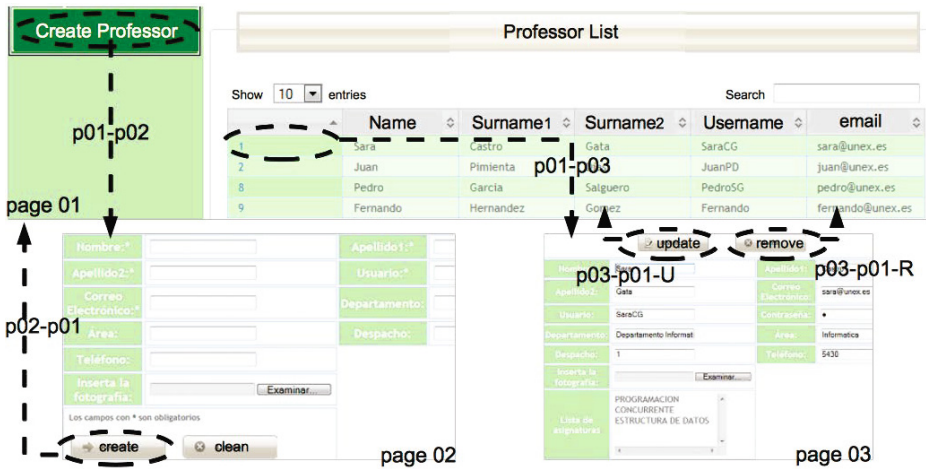 Create Professor
Professor List
Show 10 entries
Search
Name Surname1 Surname2 Username email
1 Sara Castro Gata SaraCG sara@unex.es
2 Juan Pimienta JuanPD juan@unex.es
8 Pedro Garcia Salguero PedroSG pedro@unex.es
9 Fernando Hernandez Gomez Fernando fernando@unex.es
p01-p02
p01-p03
page 01
Hombre:* Apellido1:*
Apellido2:* Usuario:*
Correo Electrónico:* Departamento:
Área: Despacho:
Teléfono:
Inserta la fotografía: Examinar...
Los campos con * son obligatorios
create clean
p02-p01
page 02
update remove
p03-p01-U
p03-p01-R
Apellido1:
Apellido2: Gata Correo Electrónico: sara@unex.es
Usuario: SaraCG Contraseña: •
Departamento: Departamento Informat Área: Informatica
Despacho: 1 Teléfono: 5430
Inserta la fotografía: Examinar...
Lista de asignaturas
PROGRAMACION
CONCURRENTE
ESTRUCTURA DE DATOS
page 03